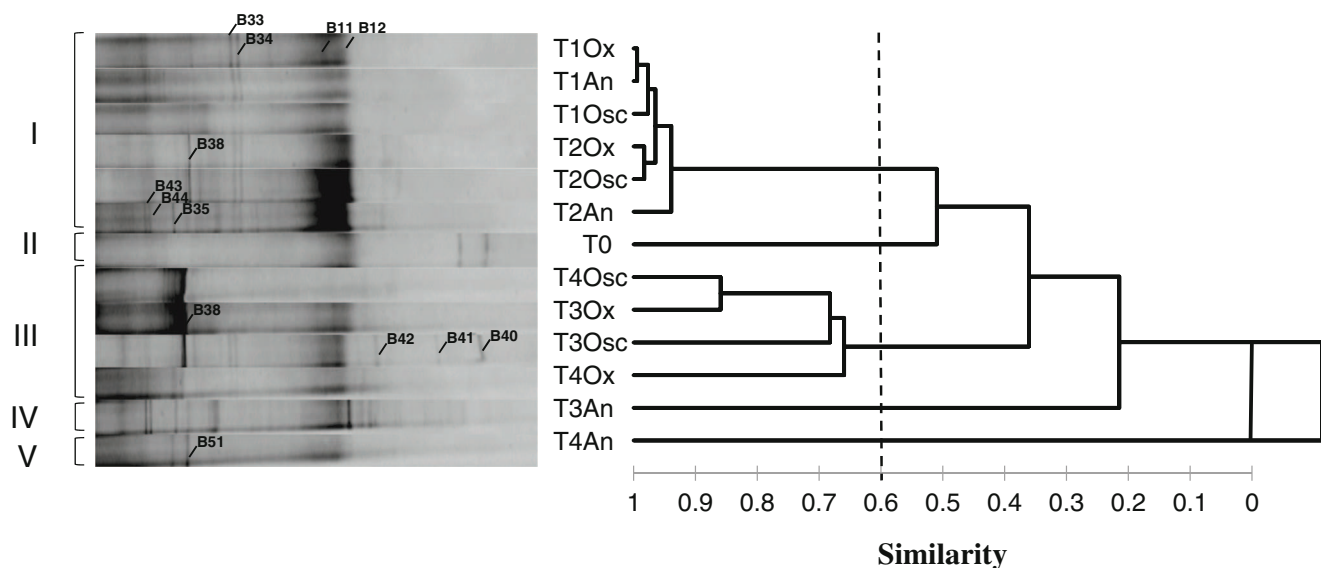 B33
B34
B11 B12
B38
B43
B44
B35
B38
B42
B41
B40
B51
I
II
III
IV
V
T1Ox
T1An
T1Osc
T2Ox
T2Osc
T2An
T0
T4Osc
T3Ox
T3Osc
T4Ox
T3An
T4An
1 0.9 0.8 0.7 0.6 0.5 0.4 0.3 0.2 0.1 0
Similarity